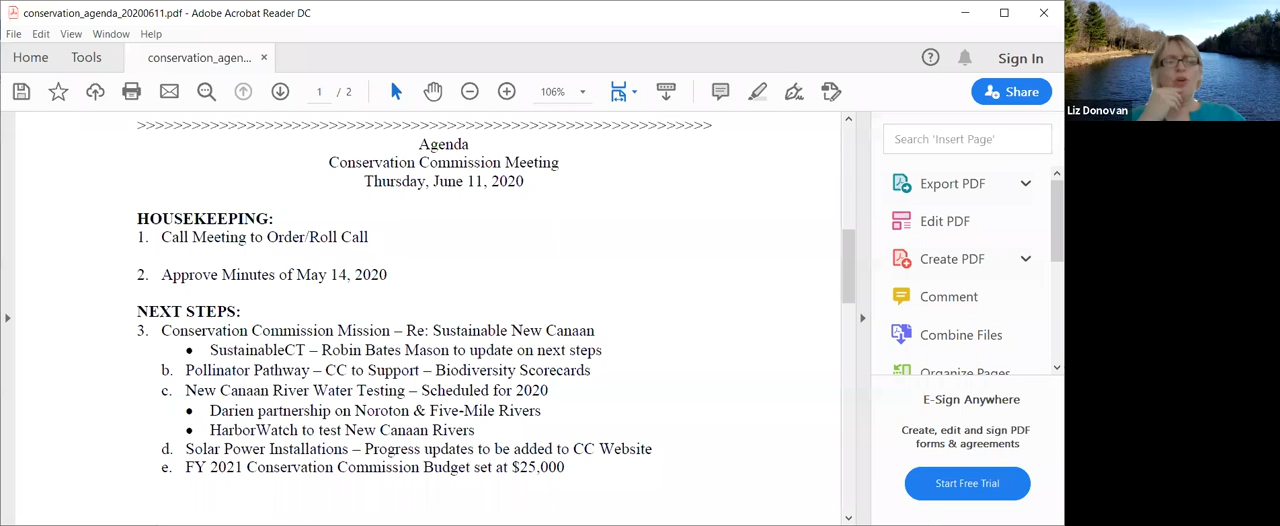 conservation_agenda_20200611.pdf - Adobe Acrobat Reader DC
File Edit View Window Help
Home Tools conservation_agen... × Sign In
1 / 2 106% Share
>>>>>>>>>>>>>>>>>>>>>>>>>>>>>>>>>>>>>>>>>>>>>>>>>>>>>>>>>>>>>>>
Agenda
Conservation Commission Meeting
Thursday, June 11, 2020
HOUSEKEEPING:
1. Call Meeting to Order/Roll Call
2. Approve Minutes of May 14, 2020
NEXT STEPS:
3. Conservation Commission Mission – Re: Sustainable New Canaan
• SustainableCT – Robin Bates Mason to update on next steps
b. Pollinator Pathway – CC to Support – Biodiversity Scorecards
c. New Canaan River Water Testing – Scheduled for 2020
• Darien partnership on Noroton & Five-Mile Rivers
• HarborWatch to test New Canaan Rivers
d. Solar Power Installations – Progress updates to be added to CC Website
e. FY 2021 Conservation Commission Budget set at $25,000
Search 'Insert Page'
Export PDF
Edit PDF
Create PDF
Comment
Combine Files
Organize Pages
E-Sign Anywhere
Create, edit and sign PDF
forms & agreements
Start Free Trial
Liz Donovan